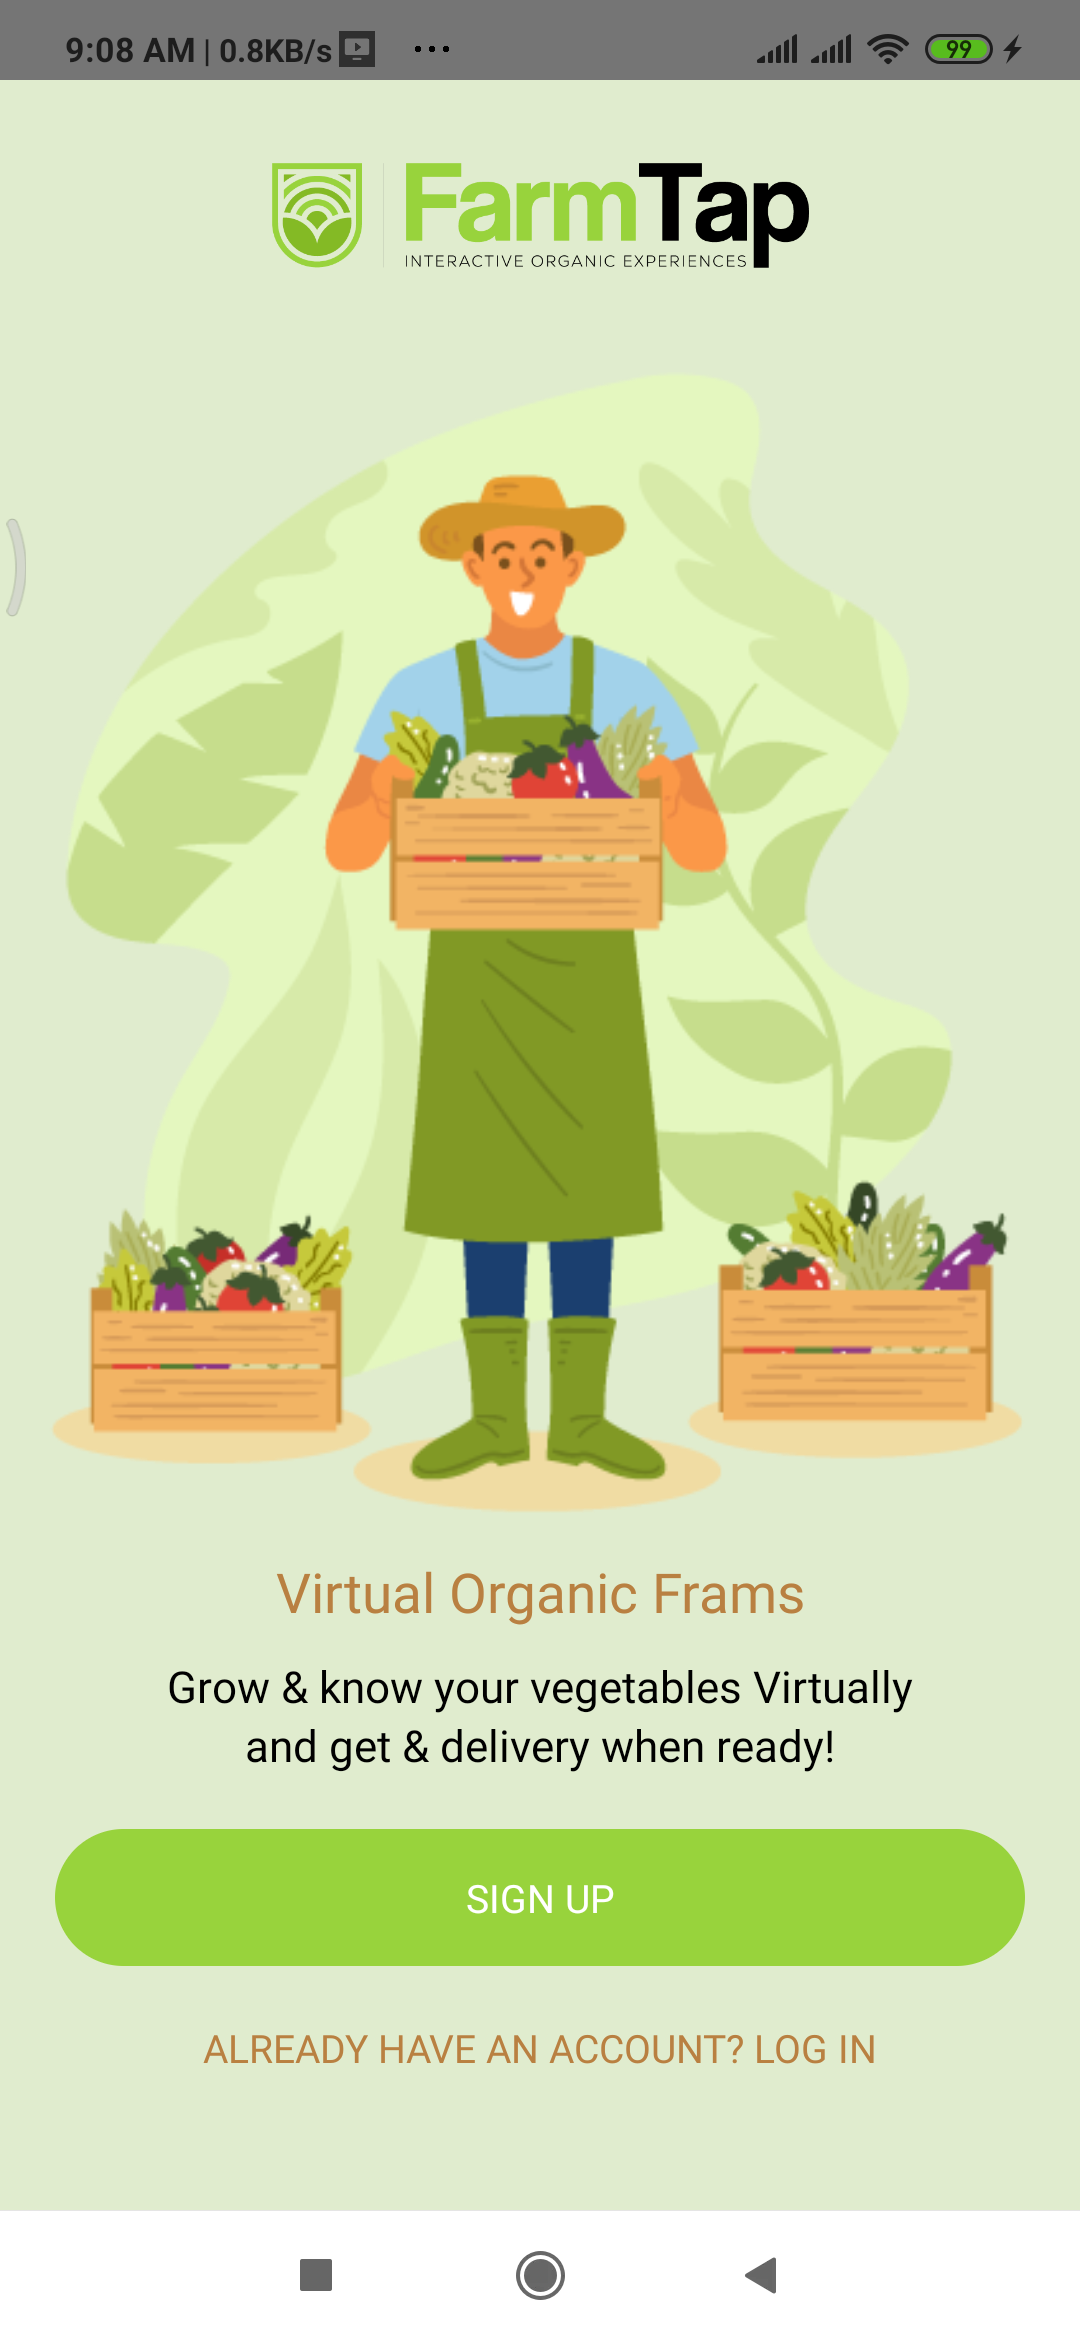 9:08 AM | 0.8KB/s ...
99
FarmTap
INTERACTIVE ORGANIC EXPERIENCES
Virtual Organic Frams
Grow & know your vegetables Virtually
and get & delivery when ready!
SIGN UP
ALREADY HAVE AN ACCOUNT? LOG IN